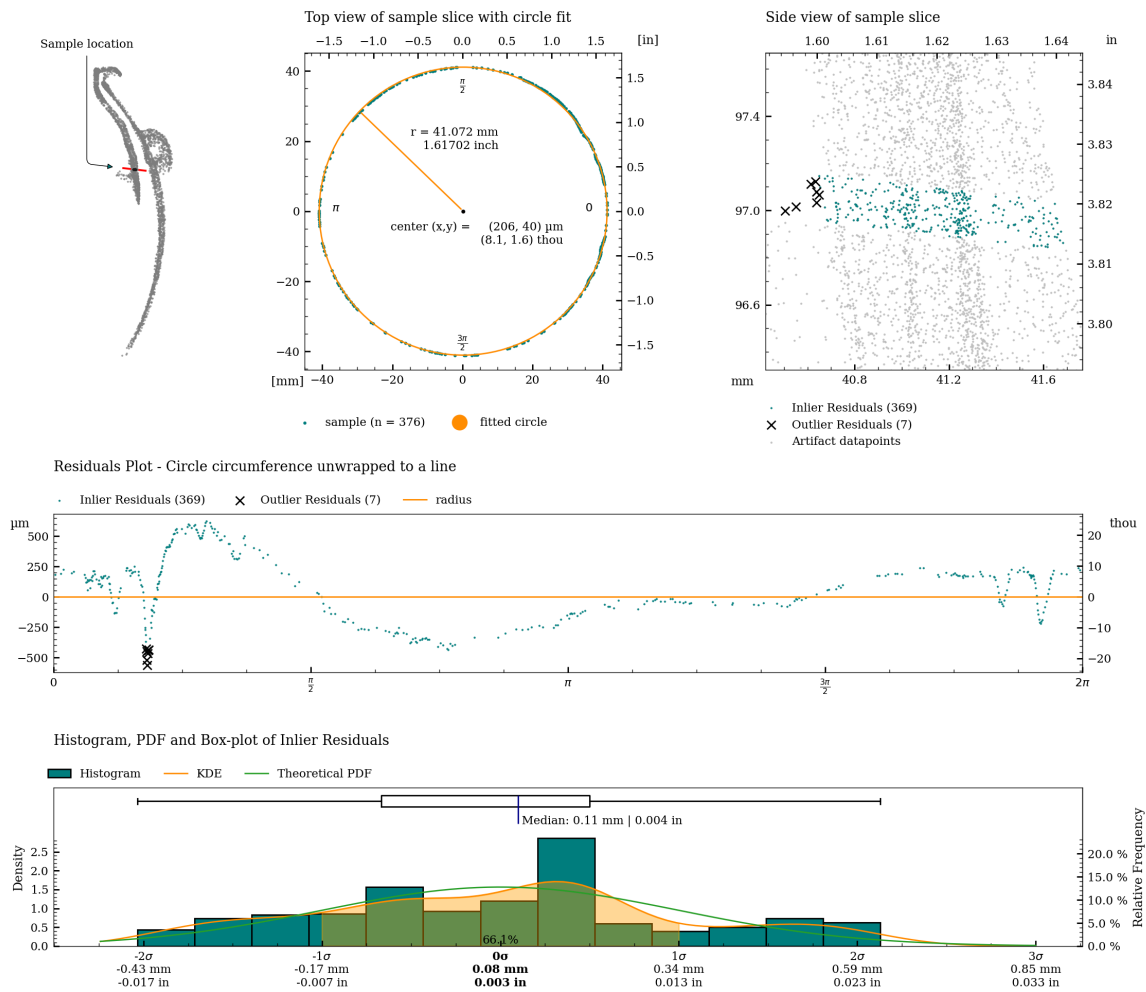 Sample location
Top view of sample slice with circle fit
−1.5 −1.0 −0.5 0.0 0.5 1.0 1.5 [in]
40 20 0 −20 −40
1.5 1.0 0.5 0.0 −0.5 −1.0 −1.5
π/2
r = 41.072 mm
1.61702 inch
π 0
center (x,y) = (206, 40) µm
(8.1, 1.6) thou
3π/2
[mm] −40 −20 0 20 40
sample (n = 376) fitted circle
Side view of sample slice
1.60 1.61 1.62 1.63 1.64 in
97.4 97.0 96.6
3.84 3.83 3.82 3.81 3.80
mm 40.8 41.2 41.6
Inlier Residuals (369)
Outlier Residuals (7)
Artifact datapoints
Residuals Plot - Circle circumference unwrapped to a line
Inlier Residuals (369) Outlier Residuals (7) radius
µm thou
500 20
250 10
0 0
−250 −10
−500 −20
0 π/2 π 3π/2 2π
Histogram, PDF and Box-plot of Inlier Residuals
Histogram KDE Theoretical PDF
Median: 0.11 mm | 0.004 in
Density
2.5 2.0 1.5 1.0 0.5 0.0
Relative Frequency
20.0 % 15.0 % 10.0 % 5.0 % 0.0 %
66.1%
-2σ -1σ 0σ 1σ 2σ 3σ
-0.43 mm -0.17 mm 0.08 mm 0.34 mm 0.59 mm 0.85 mm
-0.017 in -0.007 in 0.003 in 0.013 in 0.023 in 0.033 in